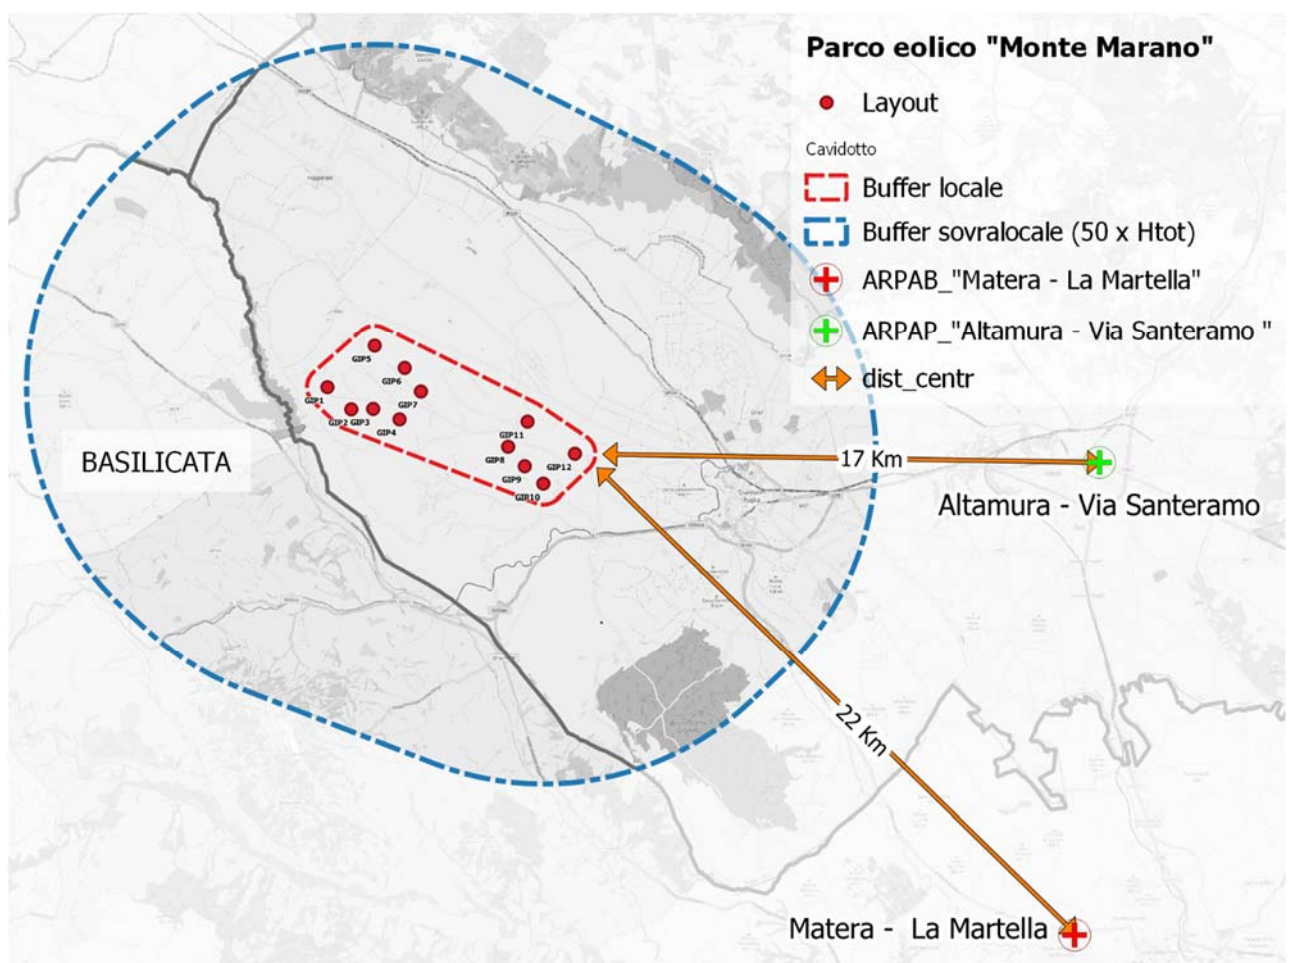 Parco eolico "Monte Marano"
Layout
Cavidotto
Buffer locale
Buffer sovralocale (50 x Htot)
ARPAB_"Matera - La Martella"
ARPAP_"Altamura - Via Santeramo "
dist_centr
GIP5
GIP6
GIP1
GIP7
GIP2
GIP3
GIP4
GIP11
GIP8
GIP12
GIP9
GIP10
BASILICATA
17 Km
Altamura - Via Santeramo
22 Km
Matera -  La Martella